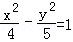 x²/4 − y²/5 = 1